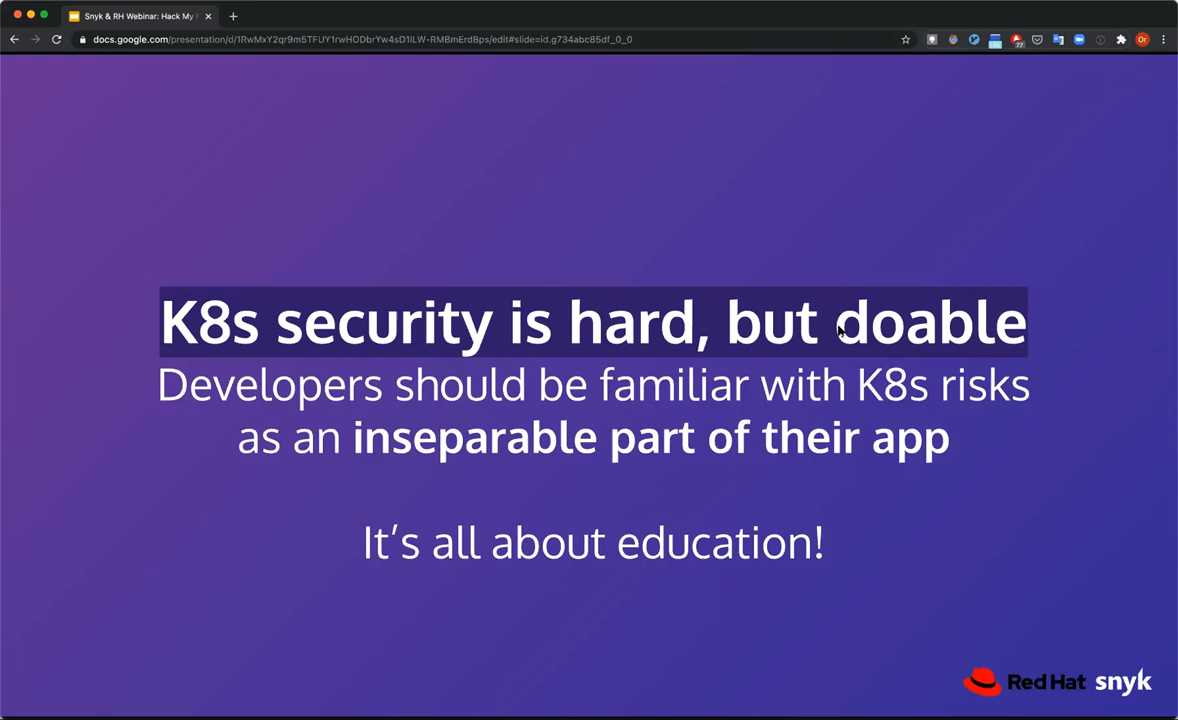 Snyk & RH Webinar: Hack My
docs.google.com/presentation/d/1RwMxY2qr9m5TFUY1rwHODbrYw4sD1ILW-RMBmErdBps/edit#slide=id.g734abc85df_0_0
77
Or
K8s security is hard, but doable
Developers should be familiar with K8s risks
as an inseparable part of their app
It's all about education!
Red Hat snyk